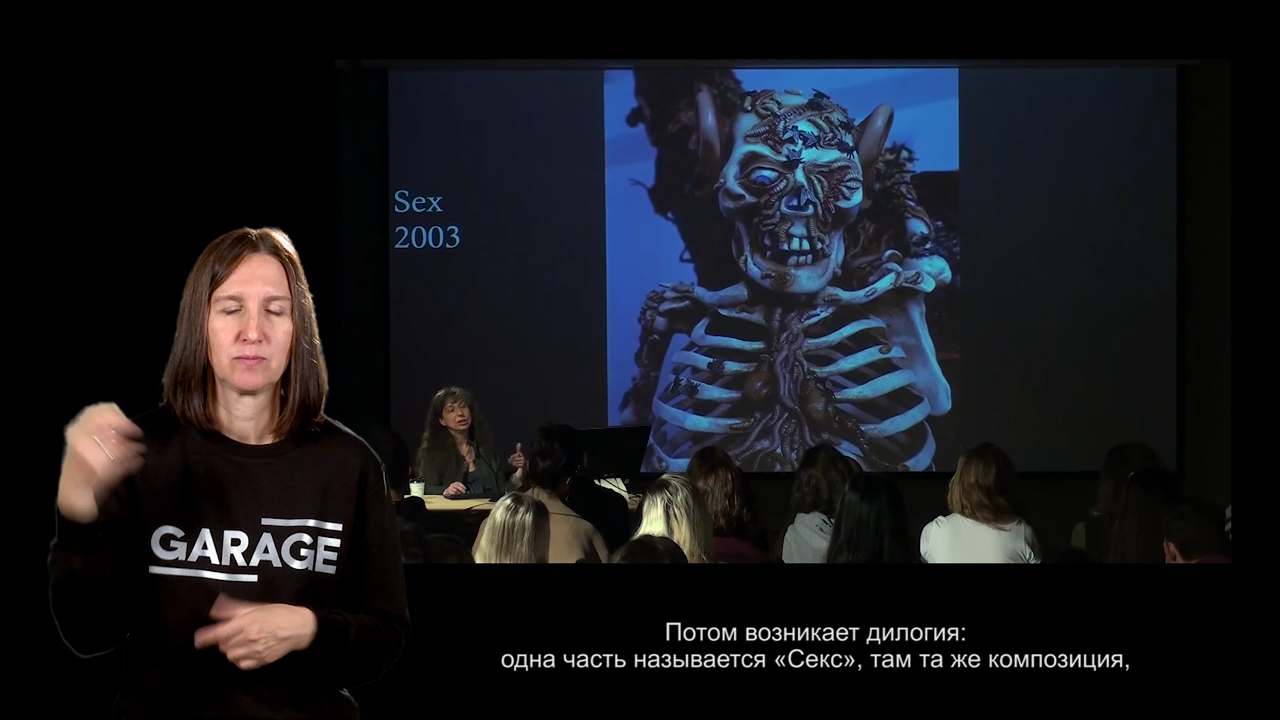 Sex
2003
GARAGE
Потом возникает дилогия:
одна часть называется «Секс», там та же композиция,